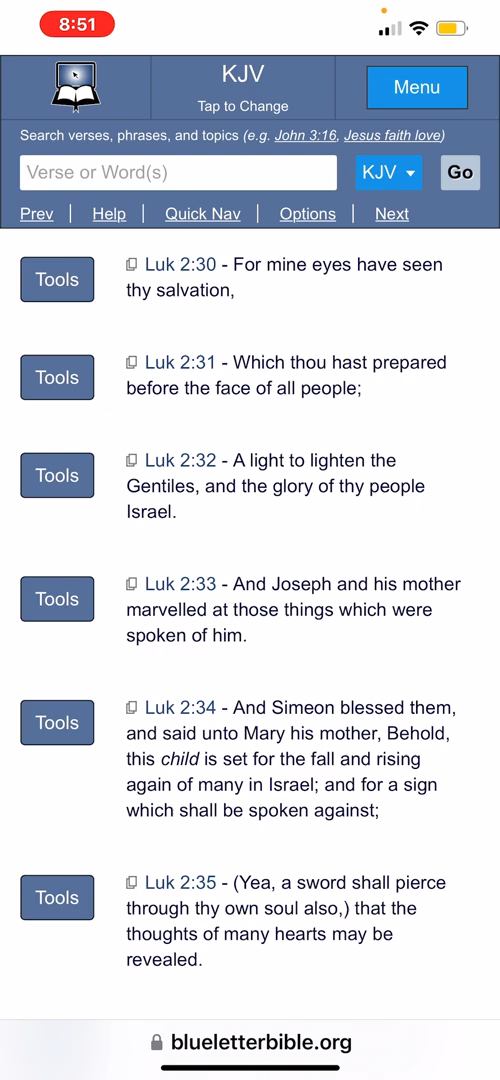 8:51
KJV
Tap to Change
Menu
Search verses, phrases, and topics (e.g. John 3:16, Jesus faith love)
Verse or Word(s)
KJV
Go
Prev | Help | Quick Nav | Options | Next
Tools
Luk 2:30 - For mine eyes have seen
thy salvation,
Tools
Luk 2:31 - Which thou hast prepared
before the face of all people;
Tools
Luk 2:32 - A light to lighten the
Gentiles, and the glory of thy people
Israel.
Tools
Luk 2:33 - And Joseph and his mother
marvelled at those things which were
spoken of him.
Tools
Luk 2:34 - And Simeon blessed them,
and said unto Mary his mother, Behold,
this child is set for the fall and rising
again of many in Israel; and for a sign
which shall be spoken against;
Tools
Luk 2:35 - (Yea, a sword shall pierce
through thy own soul also,) that the
thoughts of many hearts may be
revealed.
blueletterbible.org